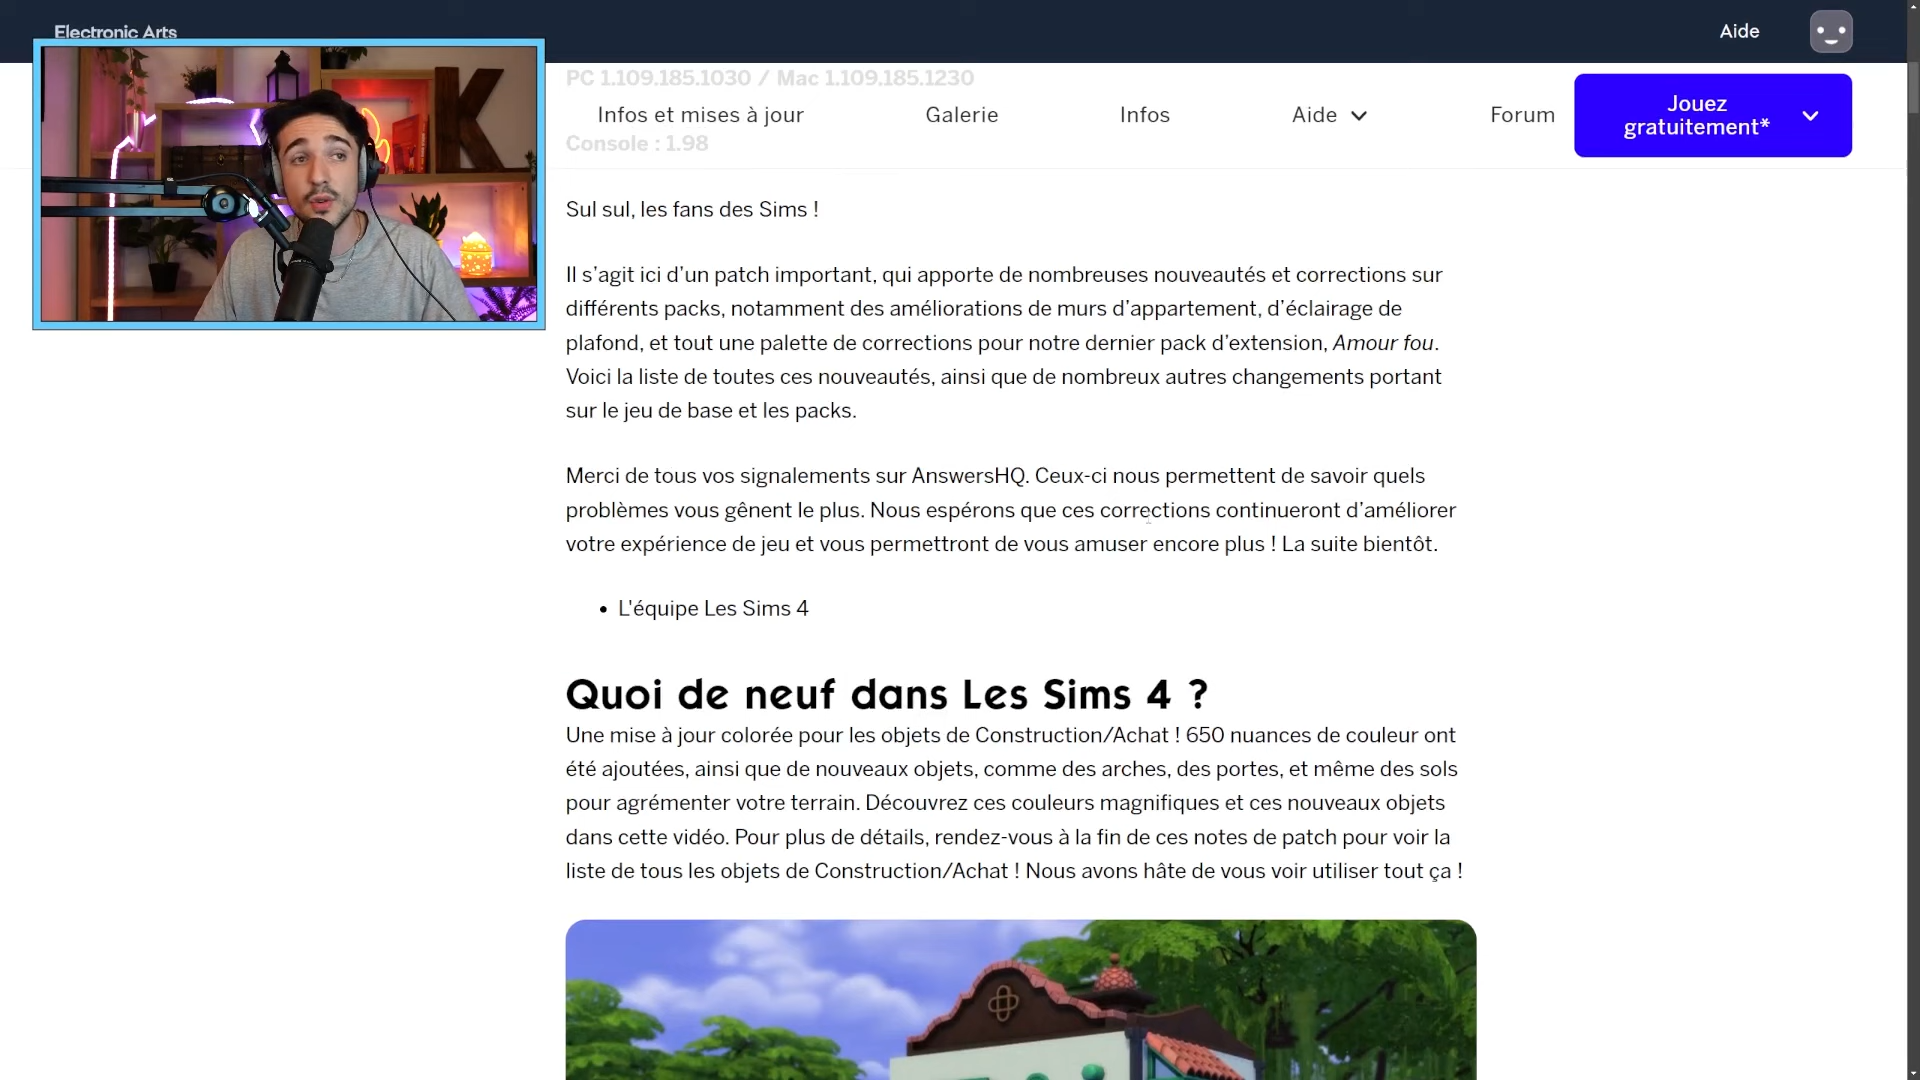 Electronic Arts
Aide
PC 1.109.185.1030 / Mac 1.109.185.1230
Infos et mises à jour
Galerie
Infos
Aide
Forum
Jouez
gratuitement*
Console : 1.98
K
Sul sul, les fans des Sims !
Il s’agit ici d’un patch important, qui apporte de nombreuses nouveautés et corrections sur
différents packs, notamment des améliorations de murs d’appartement, d’éclairage de
plafond, et tout une palette de corrections pour notre dernier pack d’extension, Amour fou.
Voici la liste de toutes ces nouveautés, ainsi que de nombreux autres changements portant
sur le jeu de base et les packs.
Merci de tous vos signalements sur AnswersHQ. Ceux-ci nous permettent de savoir quels
problèmes vous gênent le plus. Nous espérons que ces corrections continueront d’améliorer
votre expérience de jeu et vous permettront de vous amuser encore plus ! La suite bientôt.
• L'équipe Les Sims 4
Quoi de neuf dans Les Sims 4 ?
Une mise à jour colorée pour les objets de Construction/Achat ! 650 nuances de couleur ont
été ajoutées, ainsi que de nouveaux objets, comme des arches, des portes, et même des sols
pour agrémenter votre terrain. Découvrez ces couleurs magnifiques et ces nouveaux objets
dans cette vidéo. Pour plus de détails, rendez-vous à la fin de ces notes de patch pour voir la
liste de tous les objets de Construction/Achat ! Nous avons hâte de vous voir utiliser tout ça !